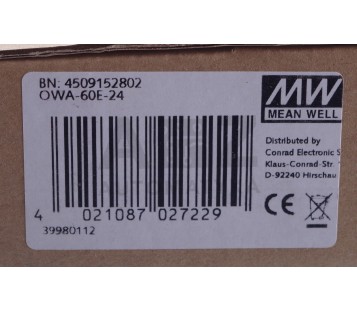 BN: 4509152802
OWA-60E-24
MW
MEAN WELL
Distributed by
Conrad Electronic S
Klaus-Conrad-Str. 
D-92240 Hirschau
4 021087 027229
CE
39980112